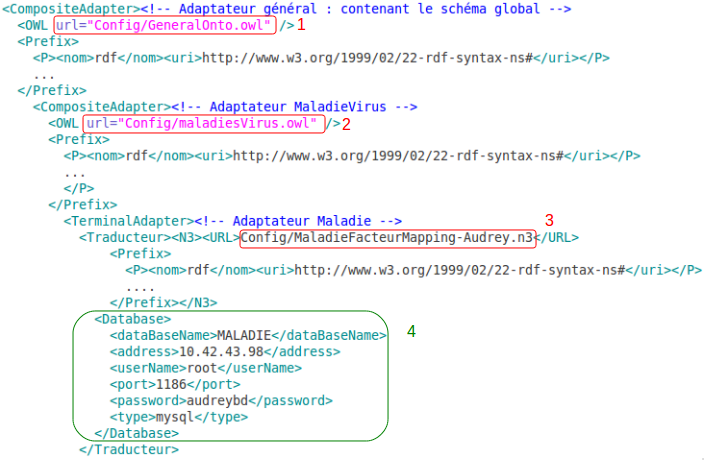 <CompositeAdapter><!-- Adaptateur général : contenant le schéma global -->
<OWL url="Config/GeneralOnto.owl" /> 1
<Prefix>
<P><nom>rdf</nom><uri>http://www.w3.org/1999/02/22-rdf-syntax-ns#</uri></P>
...
</Prefix>
<CompositeAdapter><!-- Adaptateur MaladieVirus -->
<OWL url="Config/maladiesVirus.owl" /> 2
<Prefix>
<P><nom>rdf</nom><uri>http://www.w3.org/1999/02/22-rdf-syntax-ns#</uri></P>
...
</P>
</Prefix>
<TerminalAdapter><!-- Adaptateur Maladie --> 3
<Traducteur><N3><URL>Config/MaladieFacteurMapping-Audrey.n3</URL>
<Prefix>
<P><nom>rdf</nom><uri>http://www.w3.org/1999/02/22-rdf-syntax-ns#</uri></P>
....
</Prefix></N3>
<Database>
<dataBaseName>MALADIE</dataBaseName> 4
<address>10.42.43.98</address>
<userName>root</userName>
<port>1186</port>
<password>audreybd</password>
<type>mysql</type>
</Database>
</Traducteur>